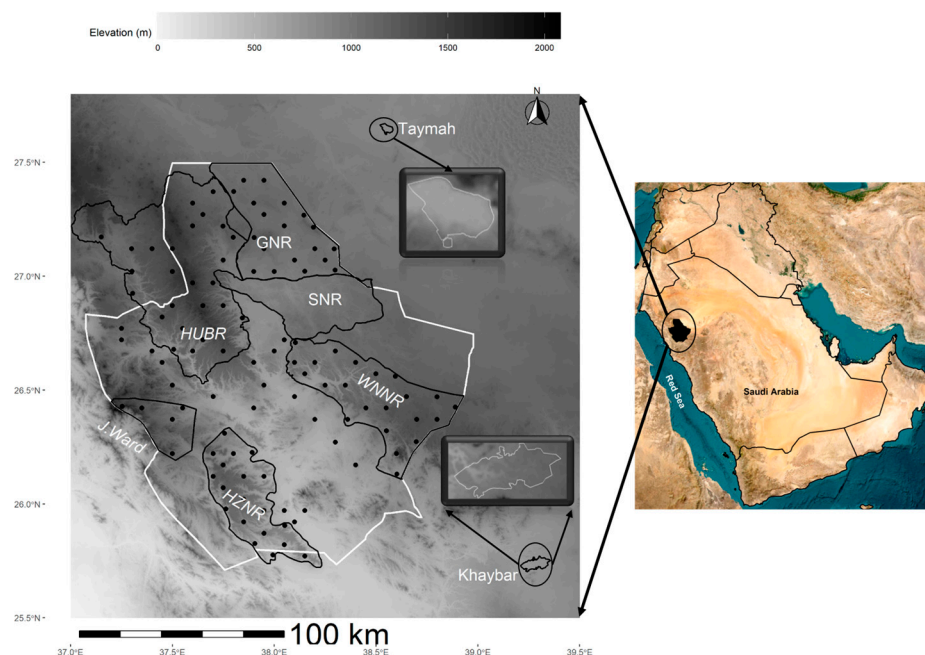 Elevation (m)
0 500 1000 1500 2000
N
Taymah
27.5°N
GNR
27.0°N
SNR
HUBR
26.5°N
WNNR
J.Ward
HZNR
26.0°N
Khaybar
25.5°N
100 km
37.0°E 37.5°E 38.0°E 38.5°E 39.0°E 39.5°E
Red Sea
Saudi Arabia